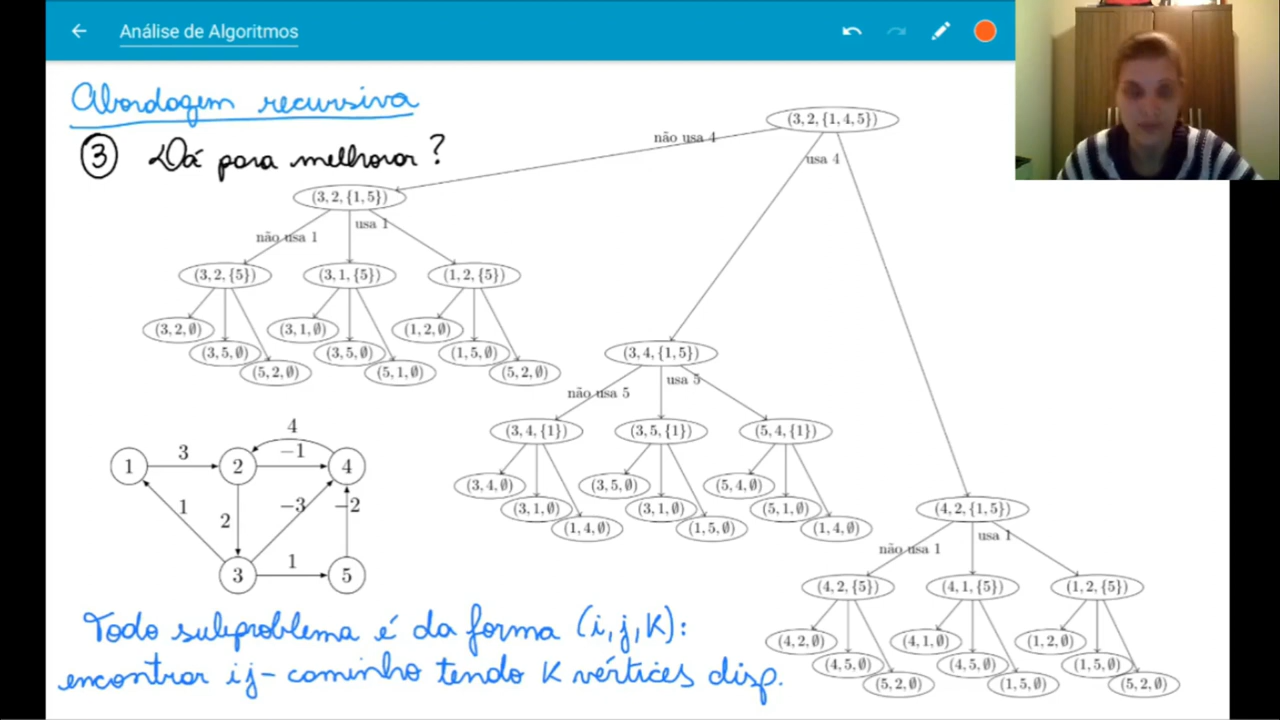 Análise de Algoritmos
Abordagem recursiva
3 Dá para melhorar?
(3, 2, {1, 4, 5})
não usa 4
usa 4
(3, 2, {1, 5})
não usa 1
usa 1
(3, 2, {5})
(3, 1, {5})
(1, 2, {5})
(3, 2, ∅)
(3, 5, ∅)
(5, 2, ∅)
(3, 1, ∅)
(3, 5, ∅)
(5, 1, ∅)
(1, 2, ∅)
(1, 5, ∅)
(5, 2, ∅)
(3, 4, {1, 5})
não usa 5
usa 5
(3, 4, {1})
(3, 5, {1})
(5, 4, {1})
(3, 4, ∅)
(3, 1, ∅)
(1, 4, ∅)
(3, 5, ∅)
(3, 1, ∅)
(1, 5, ∅)
(5, 4, ∅)
(5, 1, ∅)
(1, 4, ∅)
(4, 2, {1, 5})
não usa 1
usa 1
(4, 2, {5})
(4, 1, {5})
(1, 2, {5})
(4, 2, ∅)
(4, 5, ∅)
(5, 2, ∅)
(4, 1, ∅)
(4, 5, ∅)
(1, 5, ∅)
(1, 2, ∅)
(1, 5, ∅)
(5, 2, ∅)
4
1 3 2 −1 4
1 2 −3 −2
3 1 5
Todo subproblema é da forma (i, j, K):
encontrar ij-caminho tendo K vértices disp.